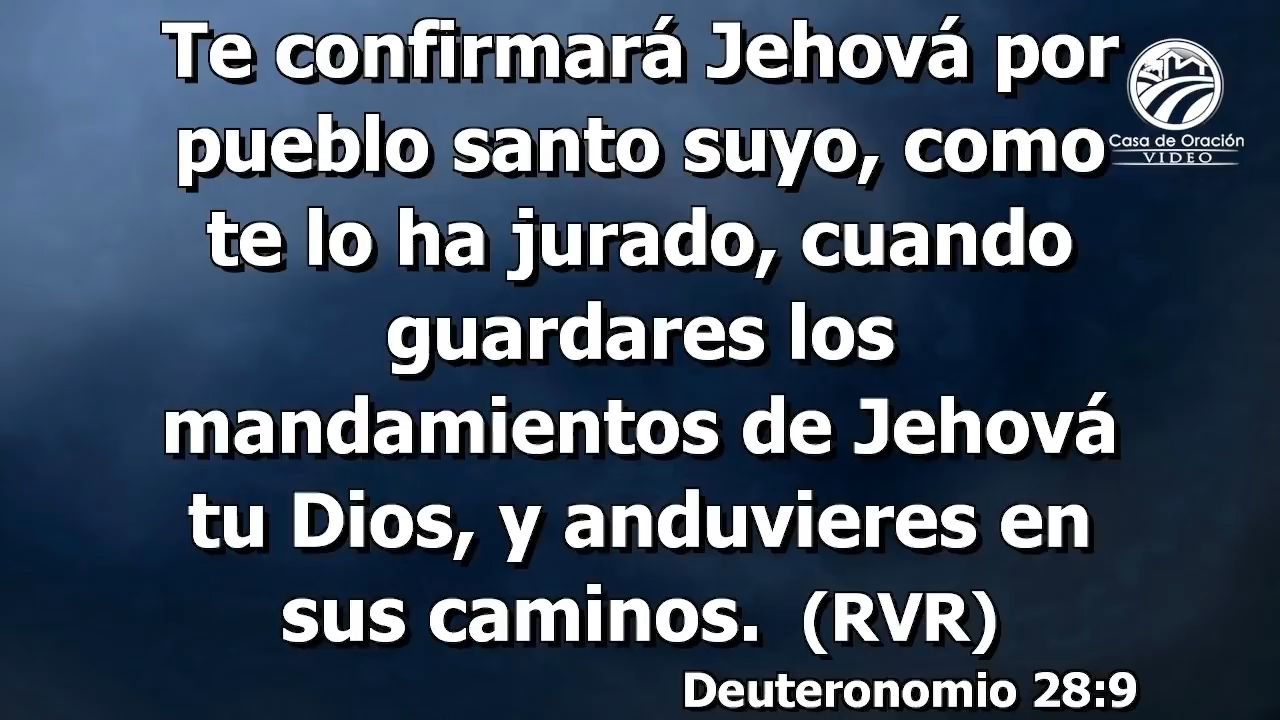 Te confirmará Jehová por
pueblo santo suyo, como
te lo ha jurado, cuando
guardares los
mandamientos de Jehová
tu Dios, y anduvieres en
sus caminos. (RVR)
Deuteronomio 28:9
Casa de Oración
VIDEO